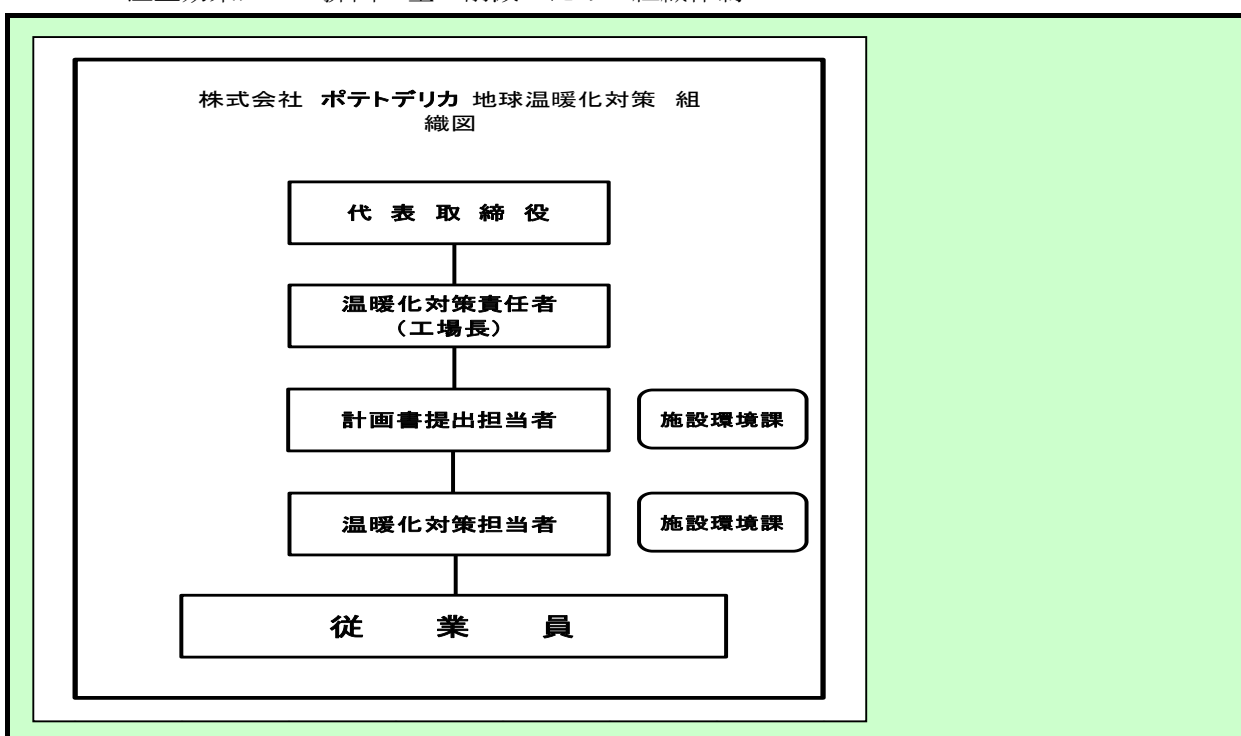 株式会社 ポテトデリカ 地球温暖化対策 組
織図
代 表 取 締 役
温暖化対策責任者
(工場長)
計画書提出担当者
施設環境課
温暖化対策担当者
施設環境課
従 業 員